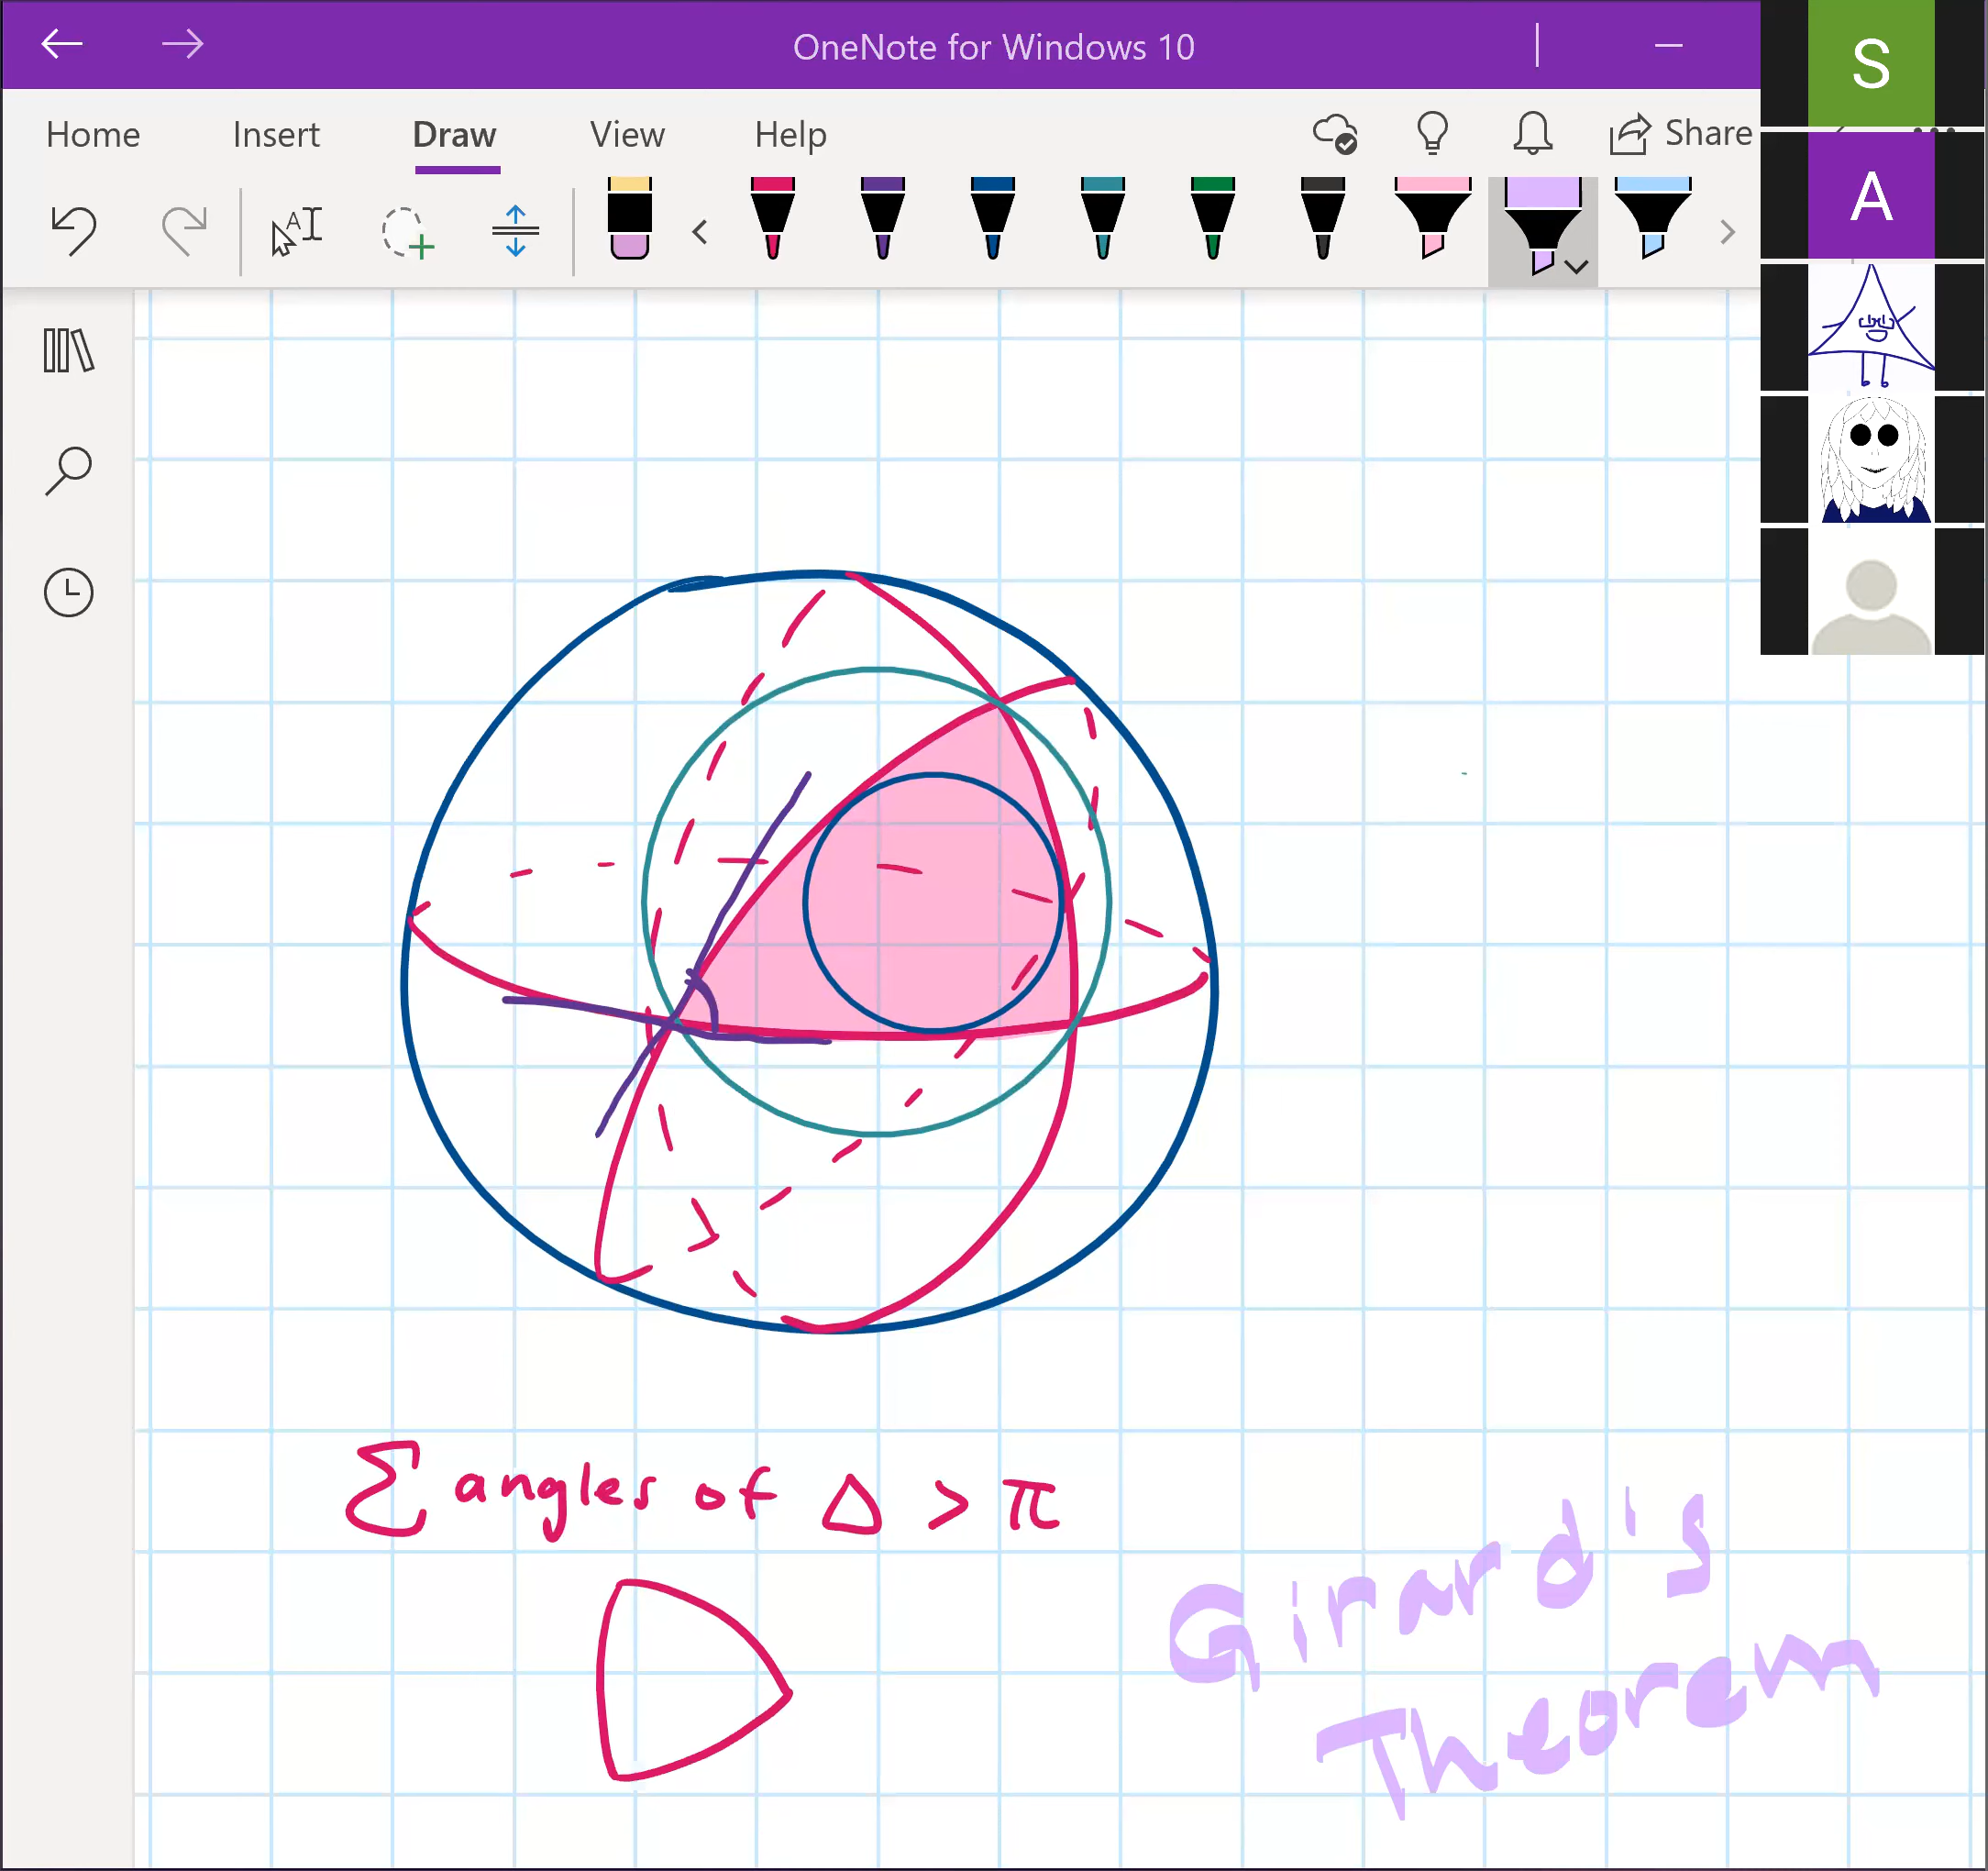 OneNote for Windows 10
S
Home Insert Draw View Help Share
A
Σ angles of Δ > π
Girard's
Theorem